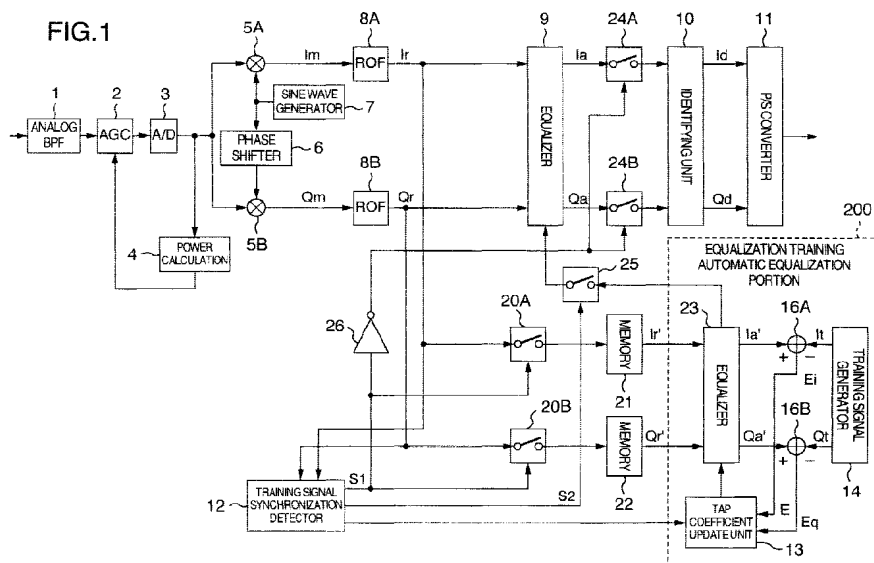 FIG.1
5A
8A
9
24A
10
11
Im
Ir
Ia
Id
ROF
1
2
3
SINE WAVE
GENERATOR
7
ANALOG
BPF
AGC
A/D
PHASE
SHIFTER
6
EQUALIZER
IDENTIFYING UNIT
P/S CONVERTER
8B
24B
Qm
Qr
Qa
Qd
ROF
5B
4
POWER
CALCULATION
200
EQUALIZATION TRAINING
AUTOMATIC EQUALIZATION
PORTION
25
26
20A
23
16A
MEMORY
Ir'
Ia'
It
+
−
21
Ei
EQUALIZER
TRAINING SIGNAL
GENERATOR
20B
16B
MEMORY
Qr'
Qa'
Qt
+
−
22
14
S1
12
TRAINING SIGNAL
SYNCHRONIZATION
DETECTOR
S2
TAP
COEFFICIENT
UPDATE UNIT
E
Eq
13